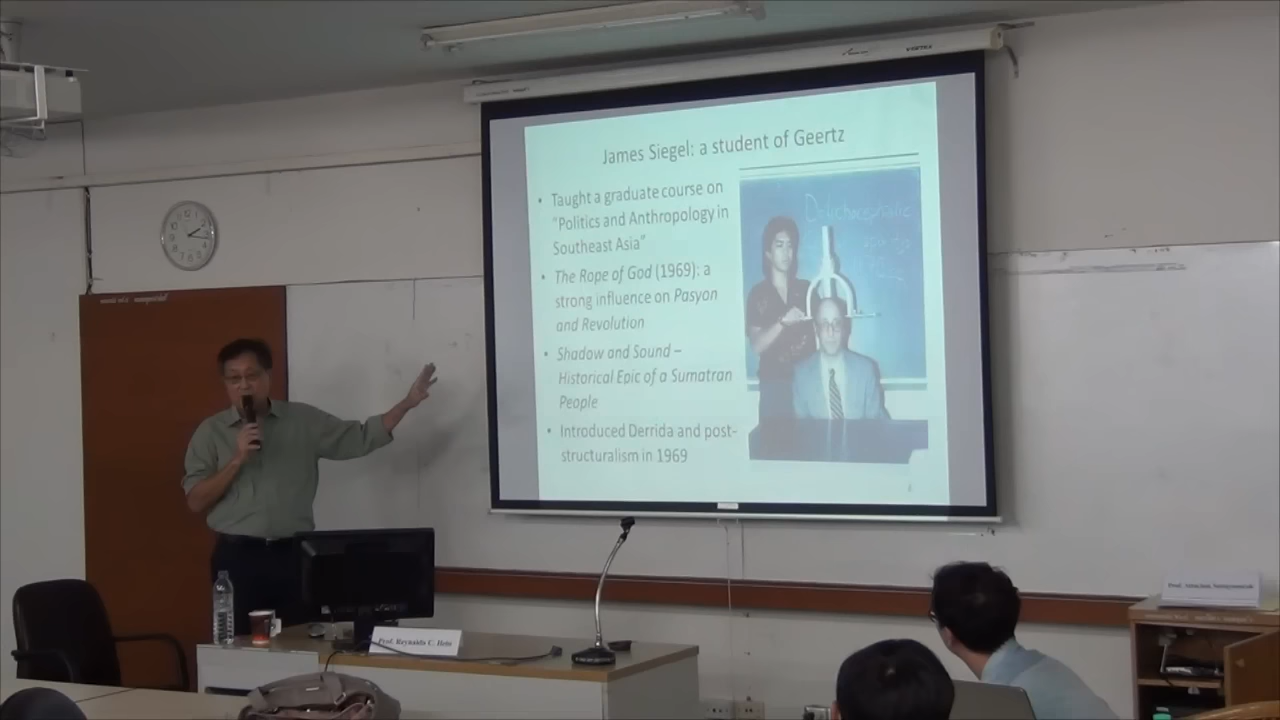 James Siegel: a student of Geertz
• Taught a graduate course on
"Politics and Anthropology in
Southeast Asia"
• The Rope of God (1969): a
strong influence on Pasyon
and Revolution
• Shadow and Sound –
Historical Epic of a Sumatran
People
• Introduced Derrida and post-
structuralism in 1969
Prof. Reynaldo C. Ileto